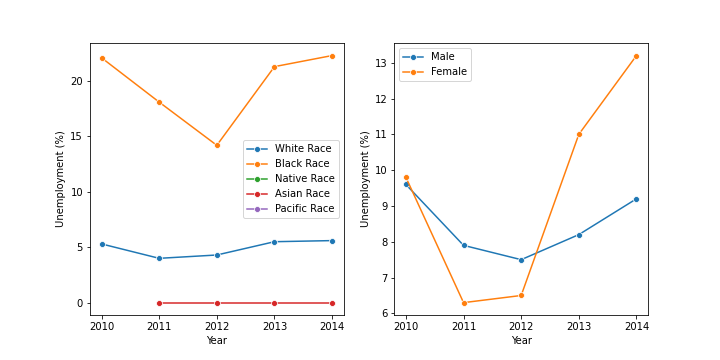 Unemployment (%)
20
15
10
5
0
White Race
Black Race
Native Race
Asian Race
Pacific Race
2010 2011 2012 2013 2014
Year
Unemployment (%)
13
12
11
10
9
8
7
6
Male
Female
2010 2011 2012 2013 2014
Year